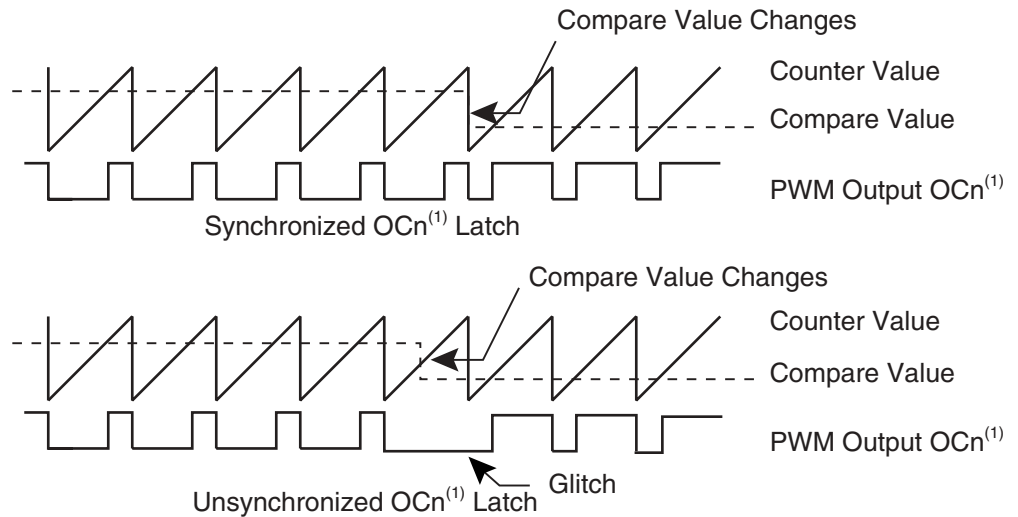 Compare Value Changes
Counter Value
Compare Value
PWM Output OCn(1)
Synchronized OCn(1) Latch
Compare Value Changes
Counter Value
Compare Value
PWM Output OCn(1)
Glitch
Unsynchronized OCn(1) Latch